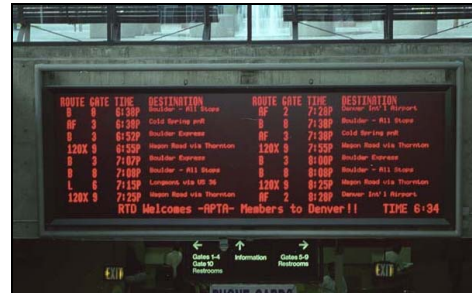 ROUTE GATE TIME DESTINATION
B 8 6:38P Boulder - All Stops
AF 3 6:38P Cold Spring pnR
B 3 6:52P Boulder Express
120X 9 6:55P Wagon Road via Thornton
B 3 7:07P Boulder Express
B 8 7:08P Boulder - All Stops
L 6 7:15P Longmont via US 36
120X 9 7:25P Wagon Road via Thornton
ROUTE GATE TIME DESTINATION
AF 2 7:28P Denver Int'l Airport
B 8 7:38P Boulder - All Stops
AF 3 7:38P Cold Spring pnR
120X 9 7:55P Wagon Road via Thornton
B 3 8:00P Boulder Express
B 8 8:08P Boulder - All Stops
120X 9 8:25P Wagon Road via Thornton
AF 2 8:28P Denver Int'l Airport
RTD Welcomes -APTA- Members to Denver!! TIME 6:34
Gates 1-4
Gate 10
Restrooms
Information
Gates 5-9
Restrooms
EXIT
EXIT
PHONE CARDS